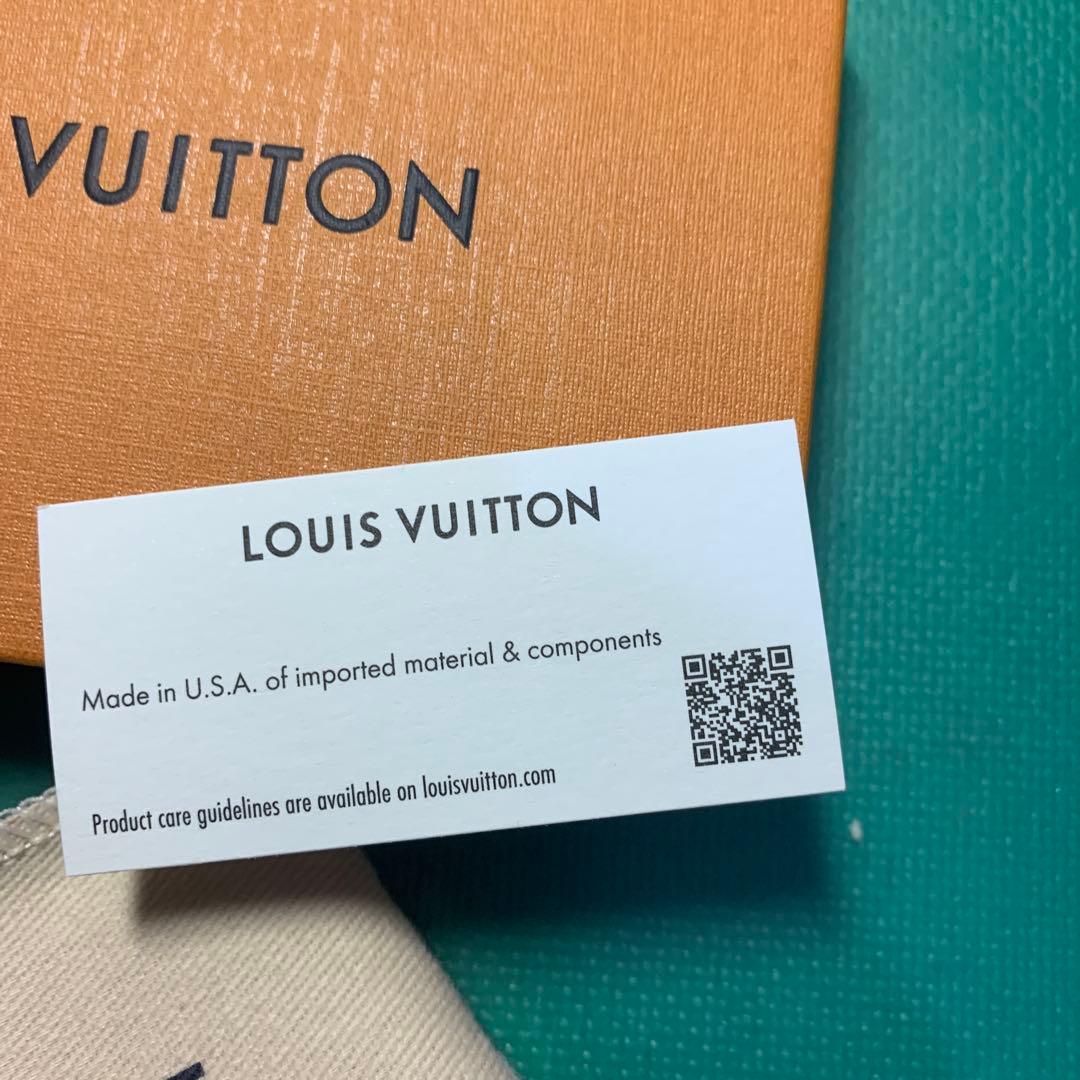 VUITTON
LOUIS VUITTON
Made in U.S.A. of imported material & components
Product care guidelines are available on louisvuitton.com